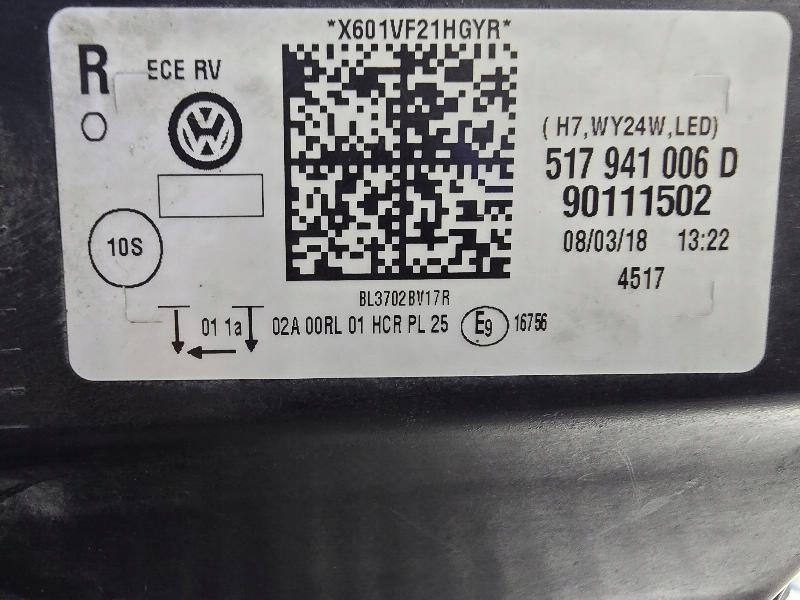 *X601VF21HGYR*
R ECE RV
(H7,WY24W,LED)
517 941 006 D
90111502
08/03/18 13:22
4517
10S
BL3702BV17R
01 1a 02A 00RL 01 HCR PL 25 E9 16756